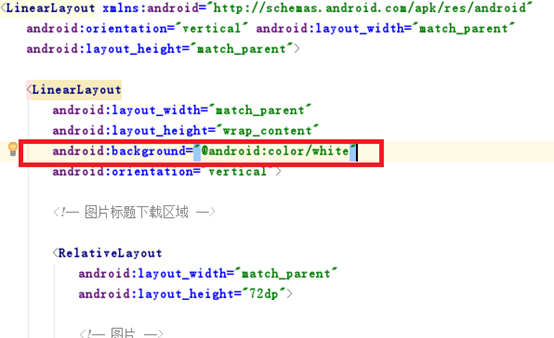 <LinearLayout xmlns:android="http://schemas.android.com/apk/res/android"
android:orientation="vertical" android:layout_width="match_parent"
android:layout_height="match_parent">
<LinearLayout
android:layout_width="match_parent"
android:layout_height="wrap_content"
android:background="@android:color/white"
android:orientation="vertical">
<!-- 图片标题下载区域 -->
<RelativeLayout
android:layout_width="match_parent"
android:layout_height="72dp">
<!-- 图片 -->